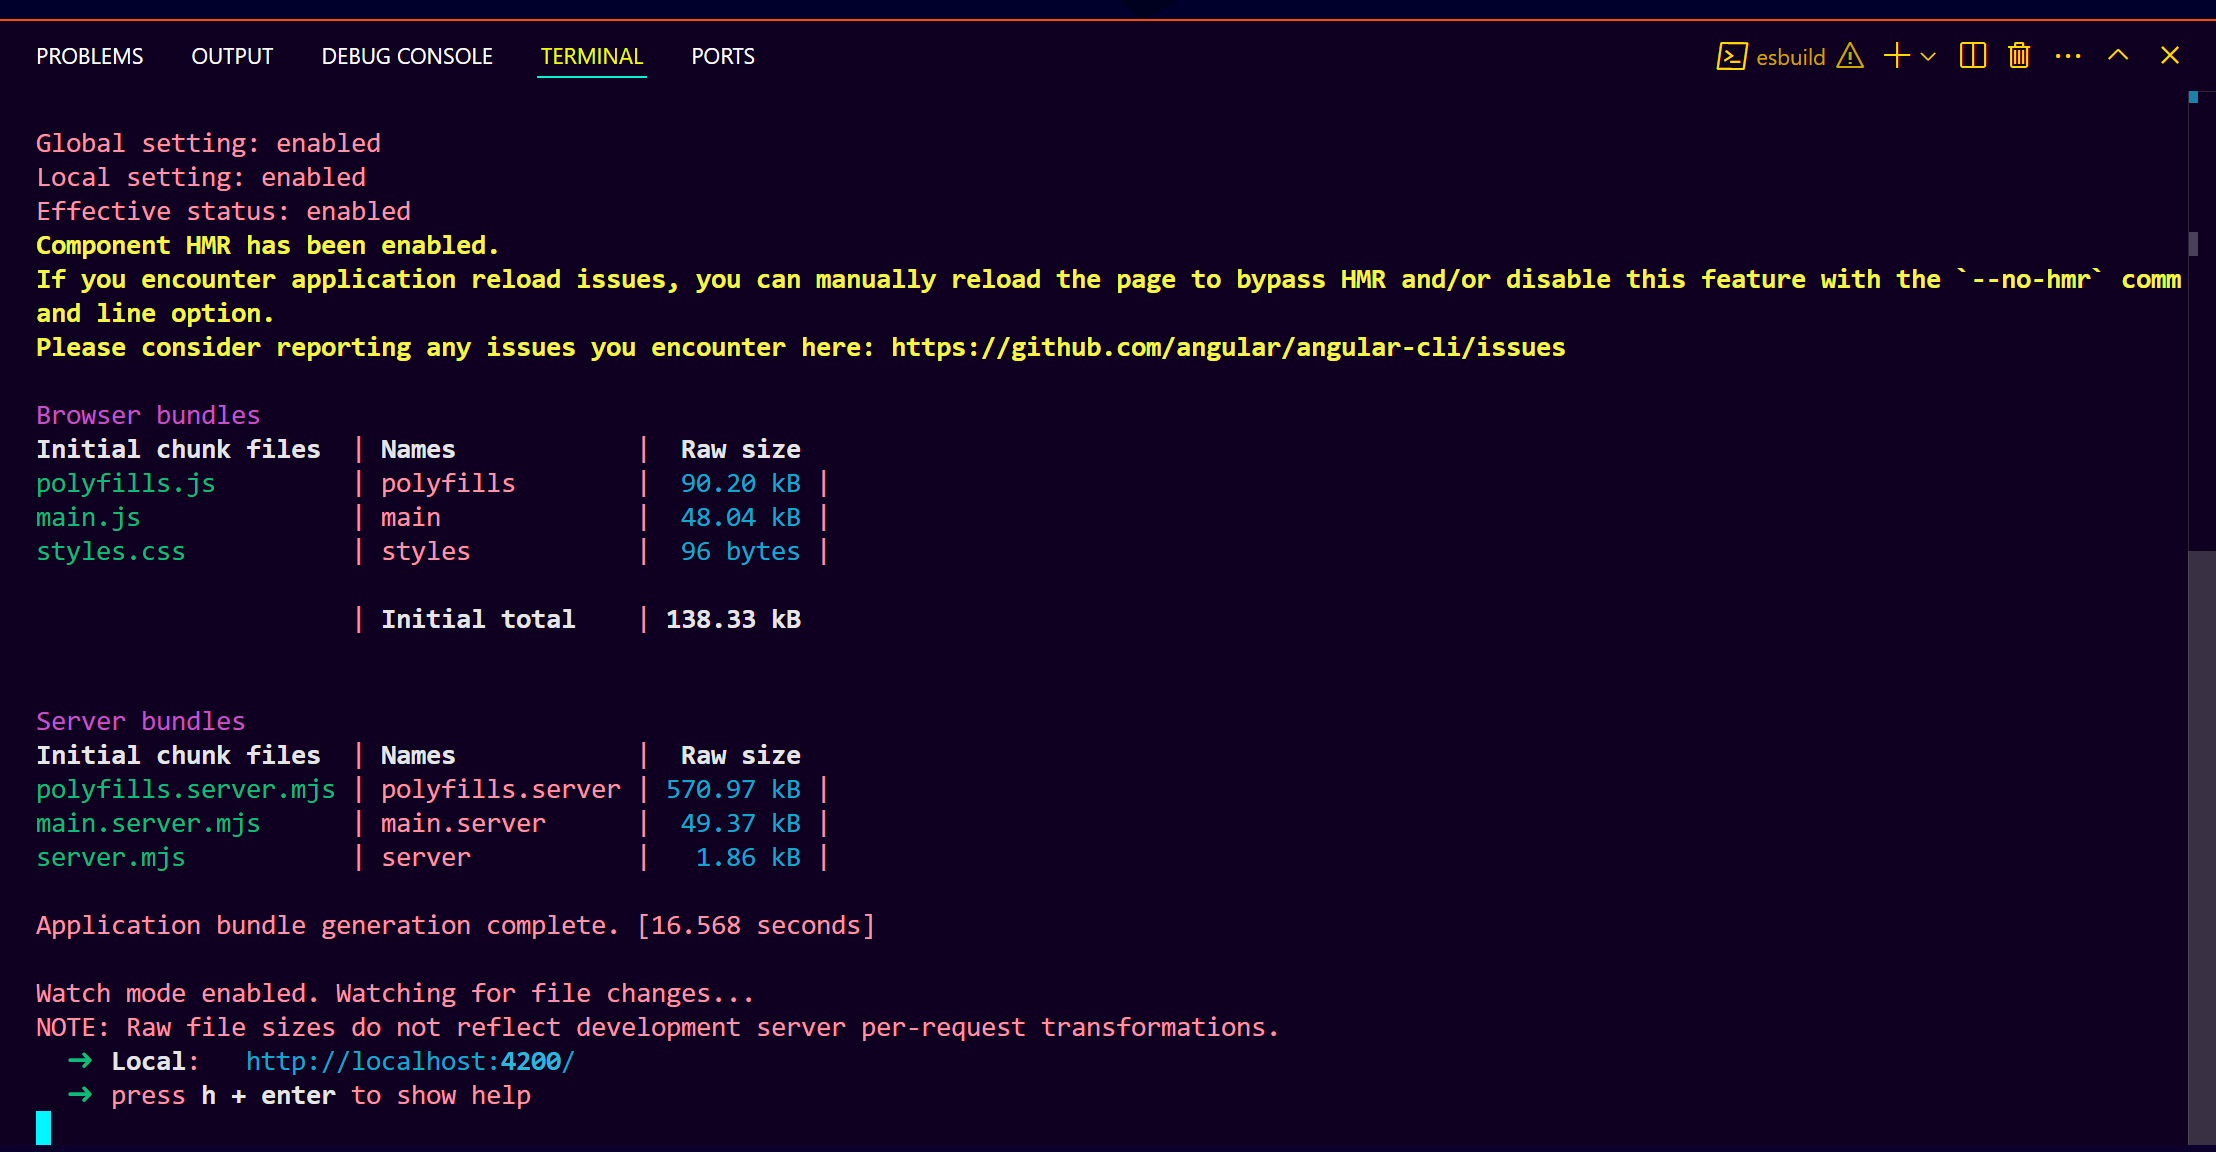 PROBLEMS OUTPUT DEBUG CONSOLE TERMINAL PORTS esbuild
Global setting: enabled
Local setting: enabled
Effective status: enabled
Component HMR has been enabled.
If you encounter application reload issues, you can manually reload the page to bypass HMR and/or disable this feature with the `--no-hmr` comm
and line option.
Please consider reporting any issues you encounter here: https://github.com/angular/angular-cli/issues
Browser bundles
Initial chunk files | Names | Raw size
polyfills.js | polyfills | 90.20 kB |
main.js | main | 48.04 kB |
styles.css | styles | 96 bytes |
| Initial total | 138.33 kB
Server bundles
Initial chunk files | Names | Raw size
polyfills.server.mjs | polyfills.server | 570.97 kB |
main.server.mjs | main.server | 49.37 kB |
server.mjs | server | 1.86 kB |
Application bundle generation complete. [16.568 seconds]
Watch mode enabled. Watching for file changes...
NOTE: Raw file sizes do not reflect development server per-request transformations.
➜ Local: http://localhost:4200/
➜ press h + enter to show help